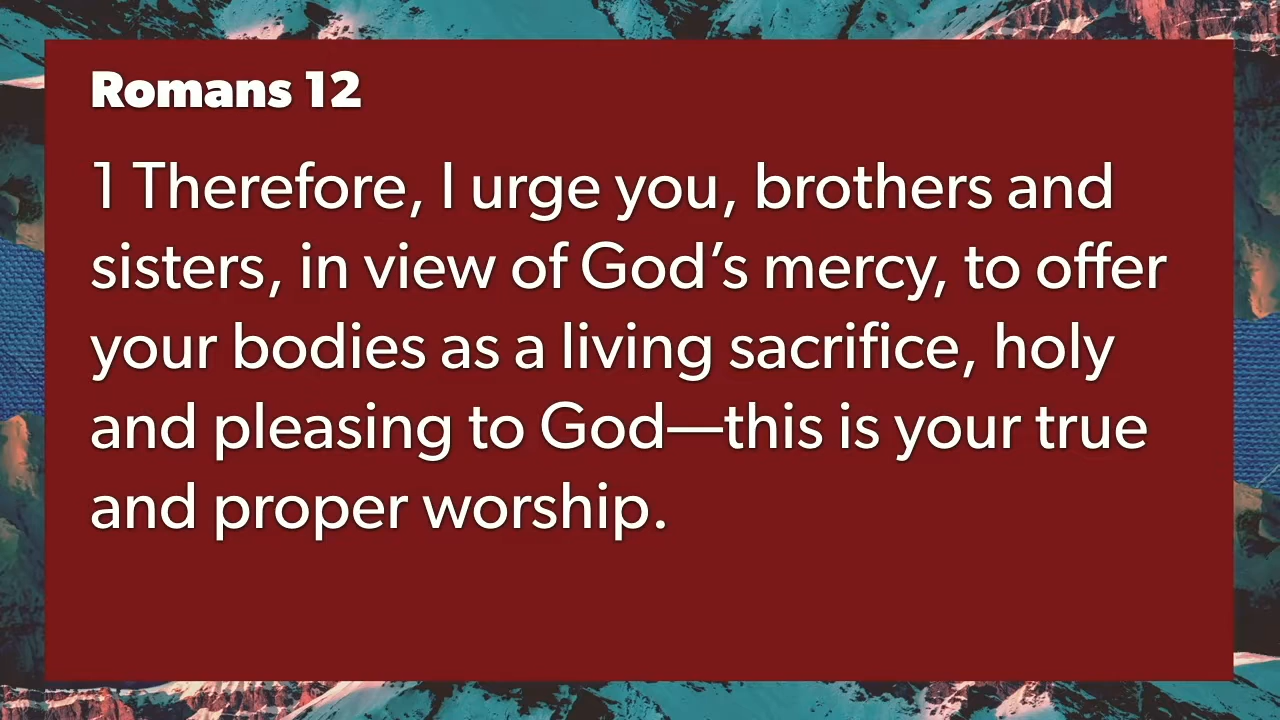 Romans 12
1 Therefore, I urge you, brothers and
sisters, in view of God’s mercy, to offer
your bodies as a living sacrifice, holy
and pleasing to God—this is your true
and proper worship.